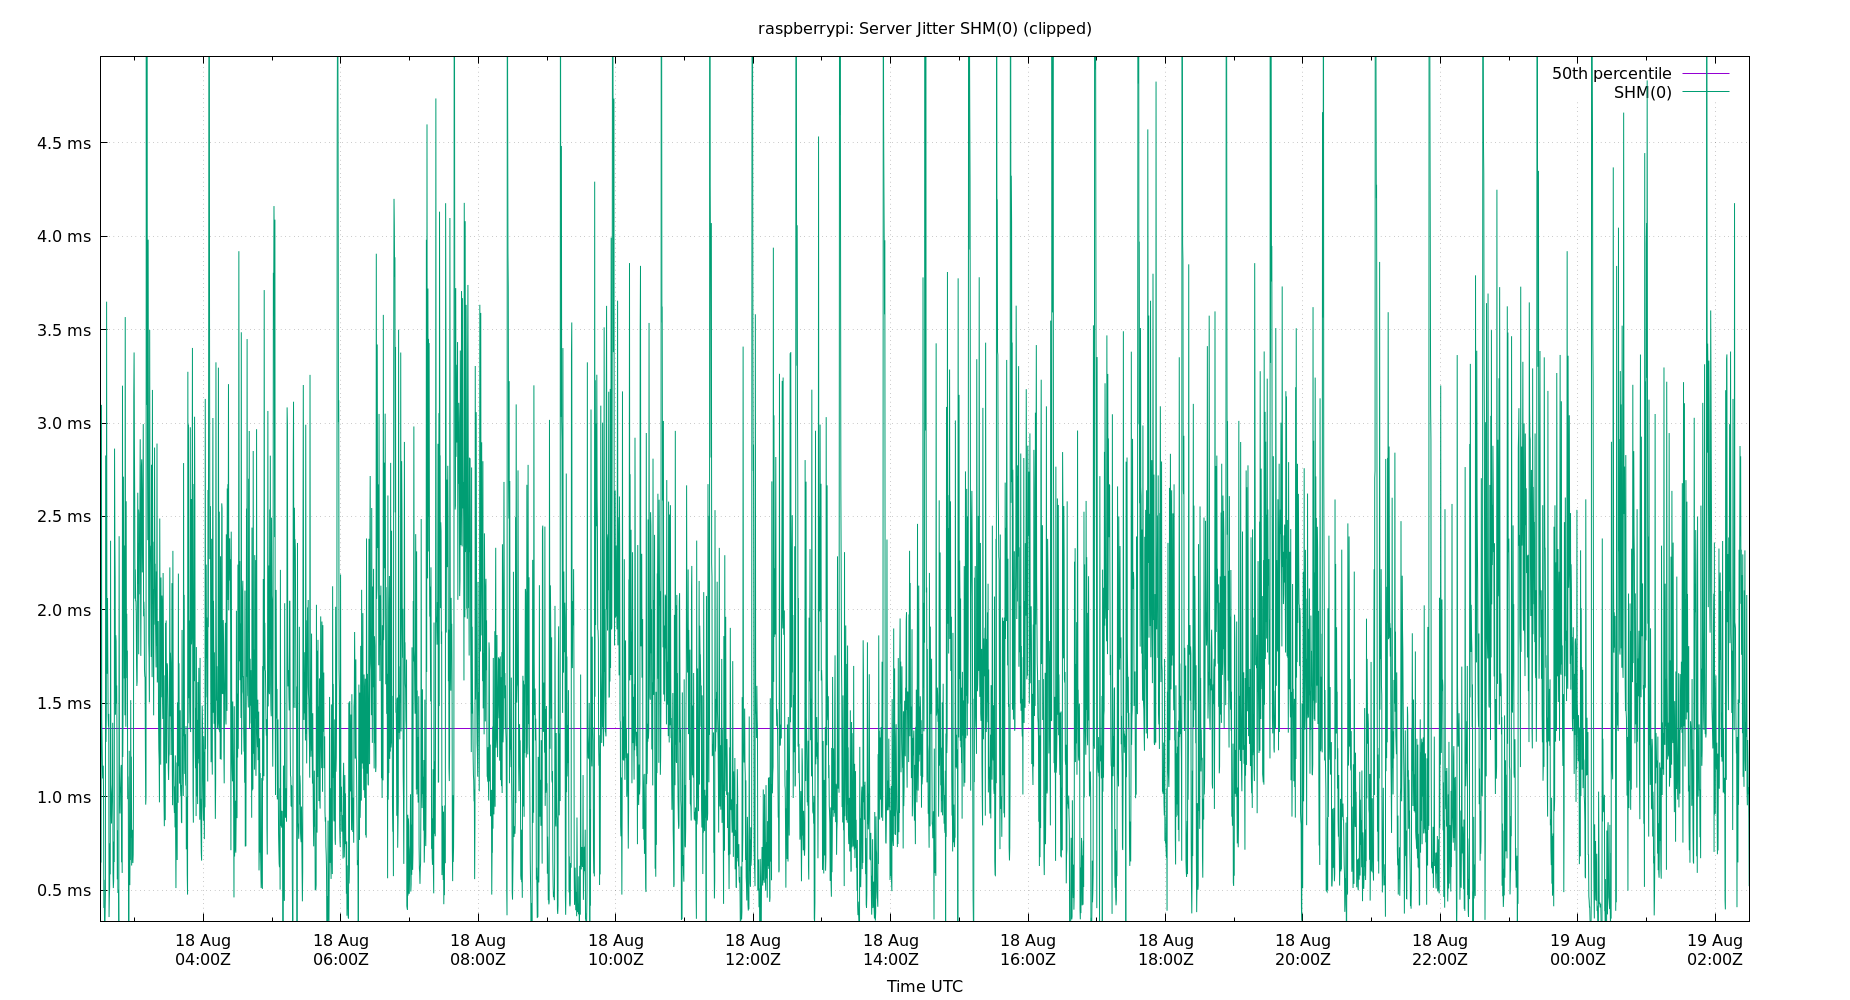 raspberrypi: Server Jitter SHM(0) (clipped)
50th percentile
SHM(0)
4.5 ms
4.0 ms
3.5 ms
3.0 ms
2.5 ms
2.0 ms
1.5 ms
1.0 ms
0.5 ms
18 Aug 18 Aug 18 Aug 18 Aug 18 Aug 18 Aug 18 Aug 18 Aug 18 Aug 18 Aug 19 Aug 19 Aug
04:00Z 06:00Z 08:00Z 10:00Z 12:00Z 14:00Z 16:00Z 18:00Z 20:00Z 22:00Z 00:00Z 02:00Z
Time UTC